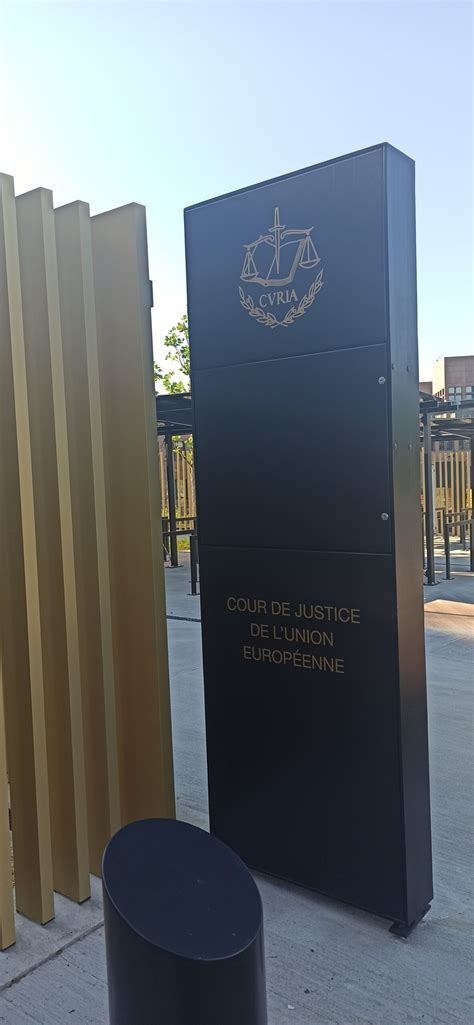 CVRIA
COUR DE JUSTICE
DE L'UNION
EUROPÉENNE